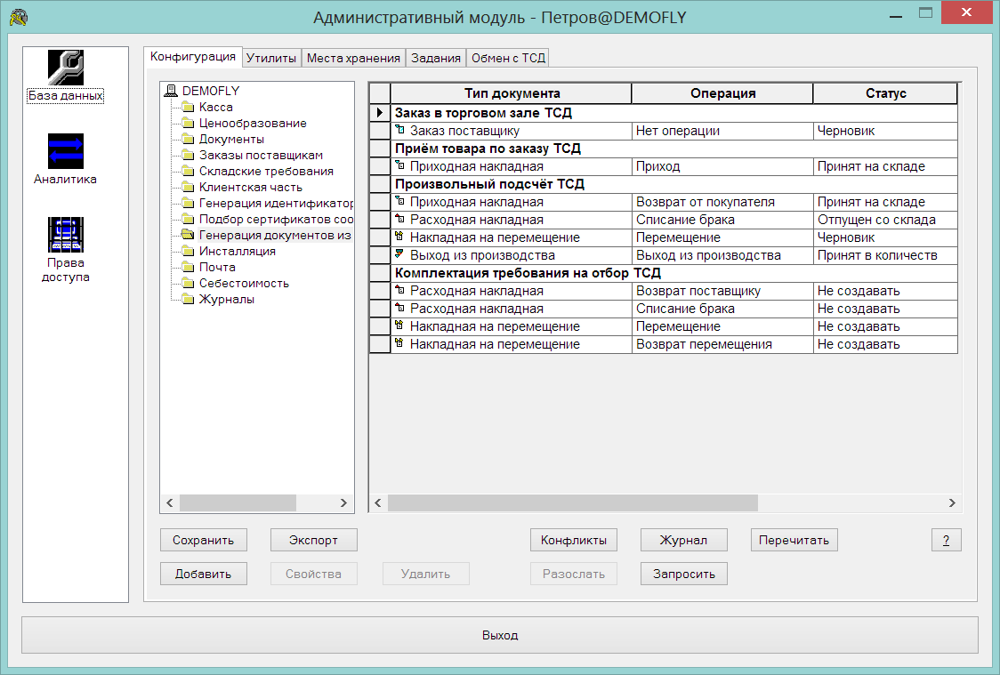 Административный модуль - Петров@DEMOFLY
База данных
Аналитика
Права
доступа
Конфигурация Утилиты Места хранения Задания Обмен с ТСД
DEMOFLY
Касса
Ценообразование
Документы
Заказы поставщикам
Складские требования
Клиентская часть
Генерация идентификатор
Подбор сертификатов соо
Генерация документов из
Инсталляция
Почта
Себестоимость
Журналы
Тип документа Операция Статус
Заказ в торговом зале ТСД
Заказ поставщику Нет операции Черновик
Приём товара по заказу ТСД
Приходная накладная Приход Принят на складе
Произвольный подсчёт ТСД
Приходная накладная Возврат от покупателя Принят на складе
Расходная накладная Списание брака Отпущен со склада
Накладная на перемещение Перемещение Черновик
Выход из производства Выход из производства Принят в количеств
Комплектация требования на отбор ТСД
Расходная накладная Возврат поставщику Не создавать
Расходная накладная Списание брака Не создавать
Накладная на перемещение Перемещение Не создавать
Накладная на перемещение Возврат перемещения Не создавать
Сохранить Экспорт Конфликты Журнал Перечитать ?
Добавить Свойства Удалить Разослать Запросить
Выход